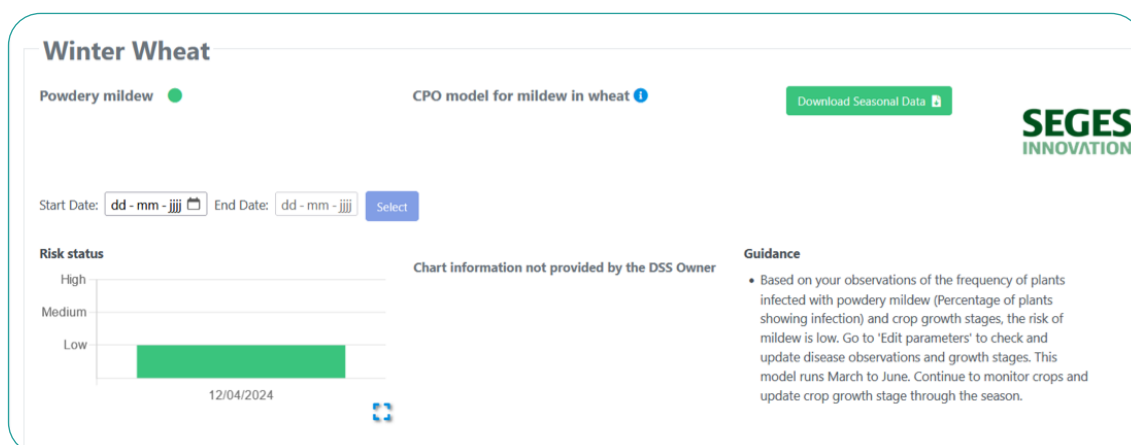 Winter Wheat
Powdery mildew
CPO model for mildew in wheat
Download Seasonal Data
SEGES
INNOVATION
Start Date: dd - mm - jjjj End Date: dd - mm - jjjj Select
Risk status
High
Medium
Low
12/04/2024
Chart information not provided by the DSS Owner
Guidance
• Based on your observations of the frequency of plants
infected with powdery mildew (Percentage of plants
showing infection) and crop growth stages, the risk of
mildew is low. Go to 'Edit parameters' to check and
update disease observations and growth stages. This
model runs March to June. Continue to monitor crops and
update crop growth stage through the season.